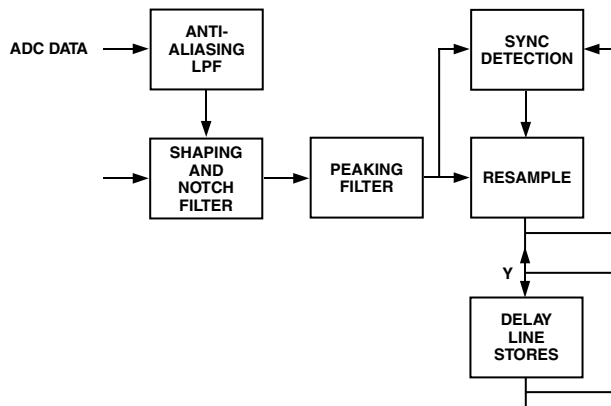 ADC DATA
ANTI-
ALIASING
LPF
SYNC
DETECTION
SHAPING
AND
NOTCH
FILTER
PEAKING
FILTER
RESAMPLE
Y
DELAY
LINE
STORES